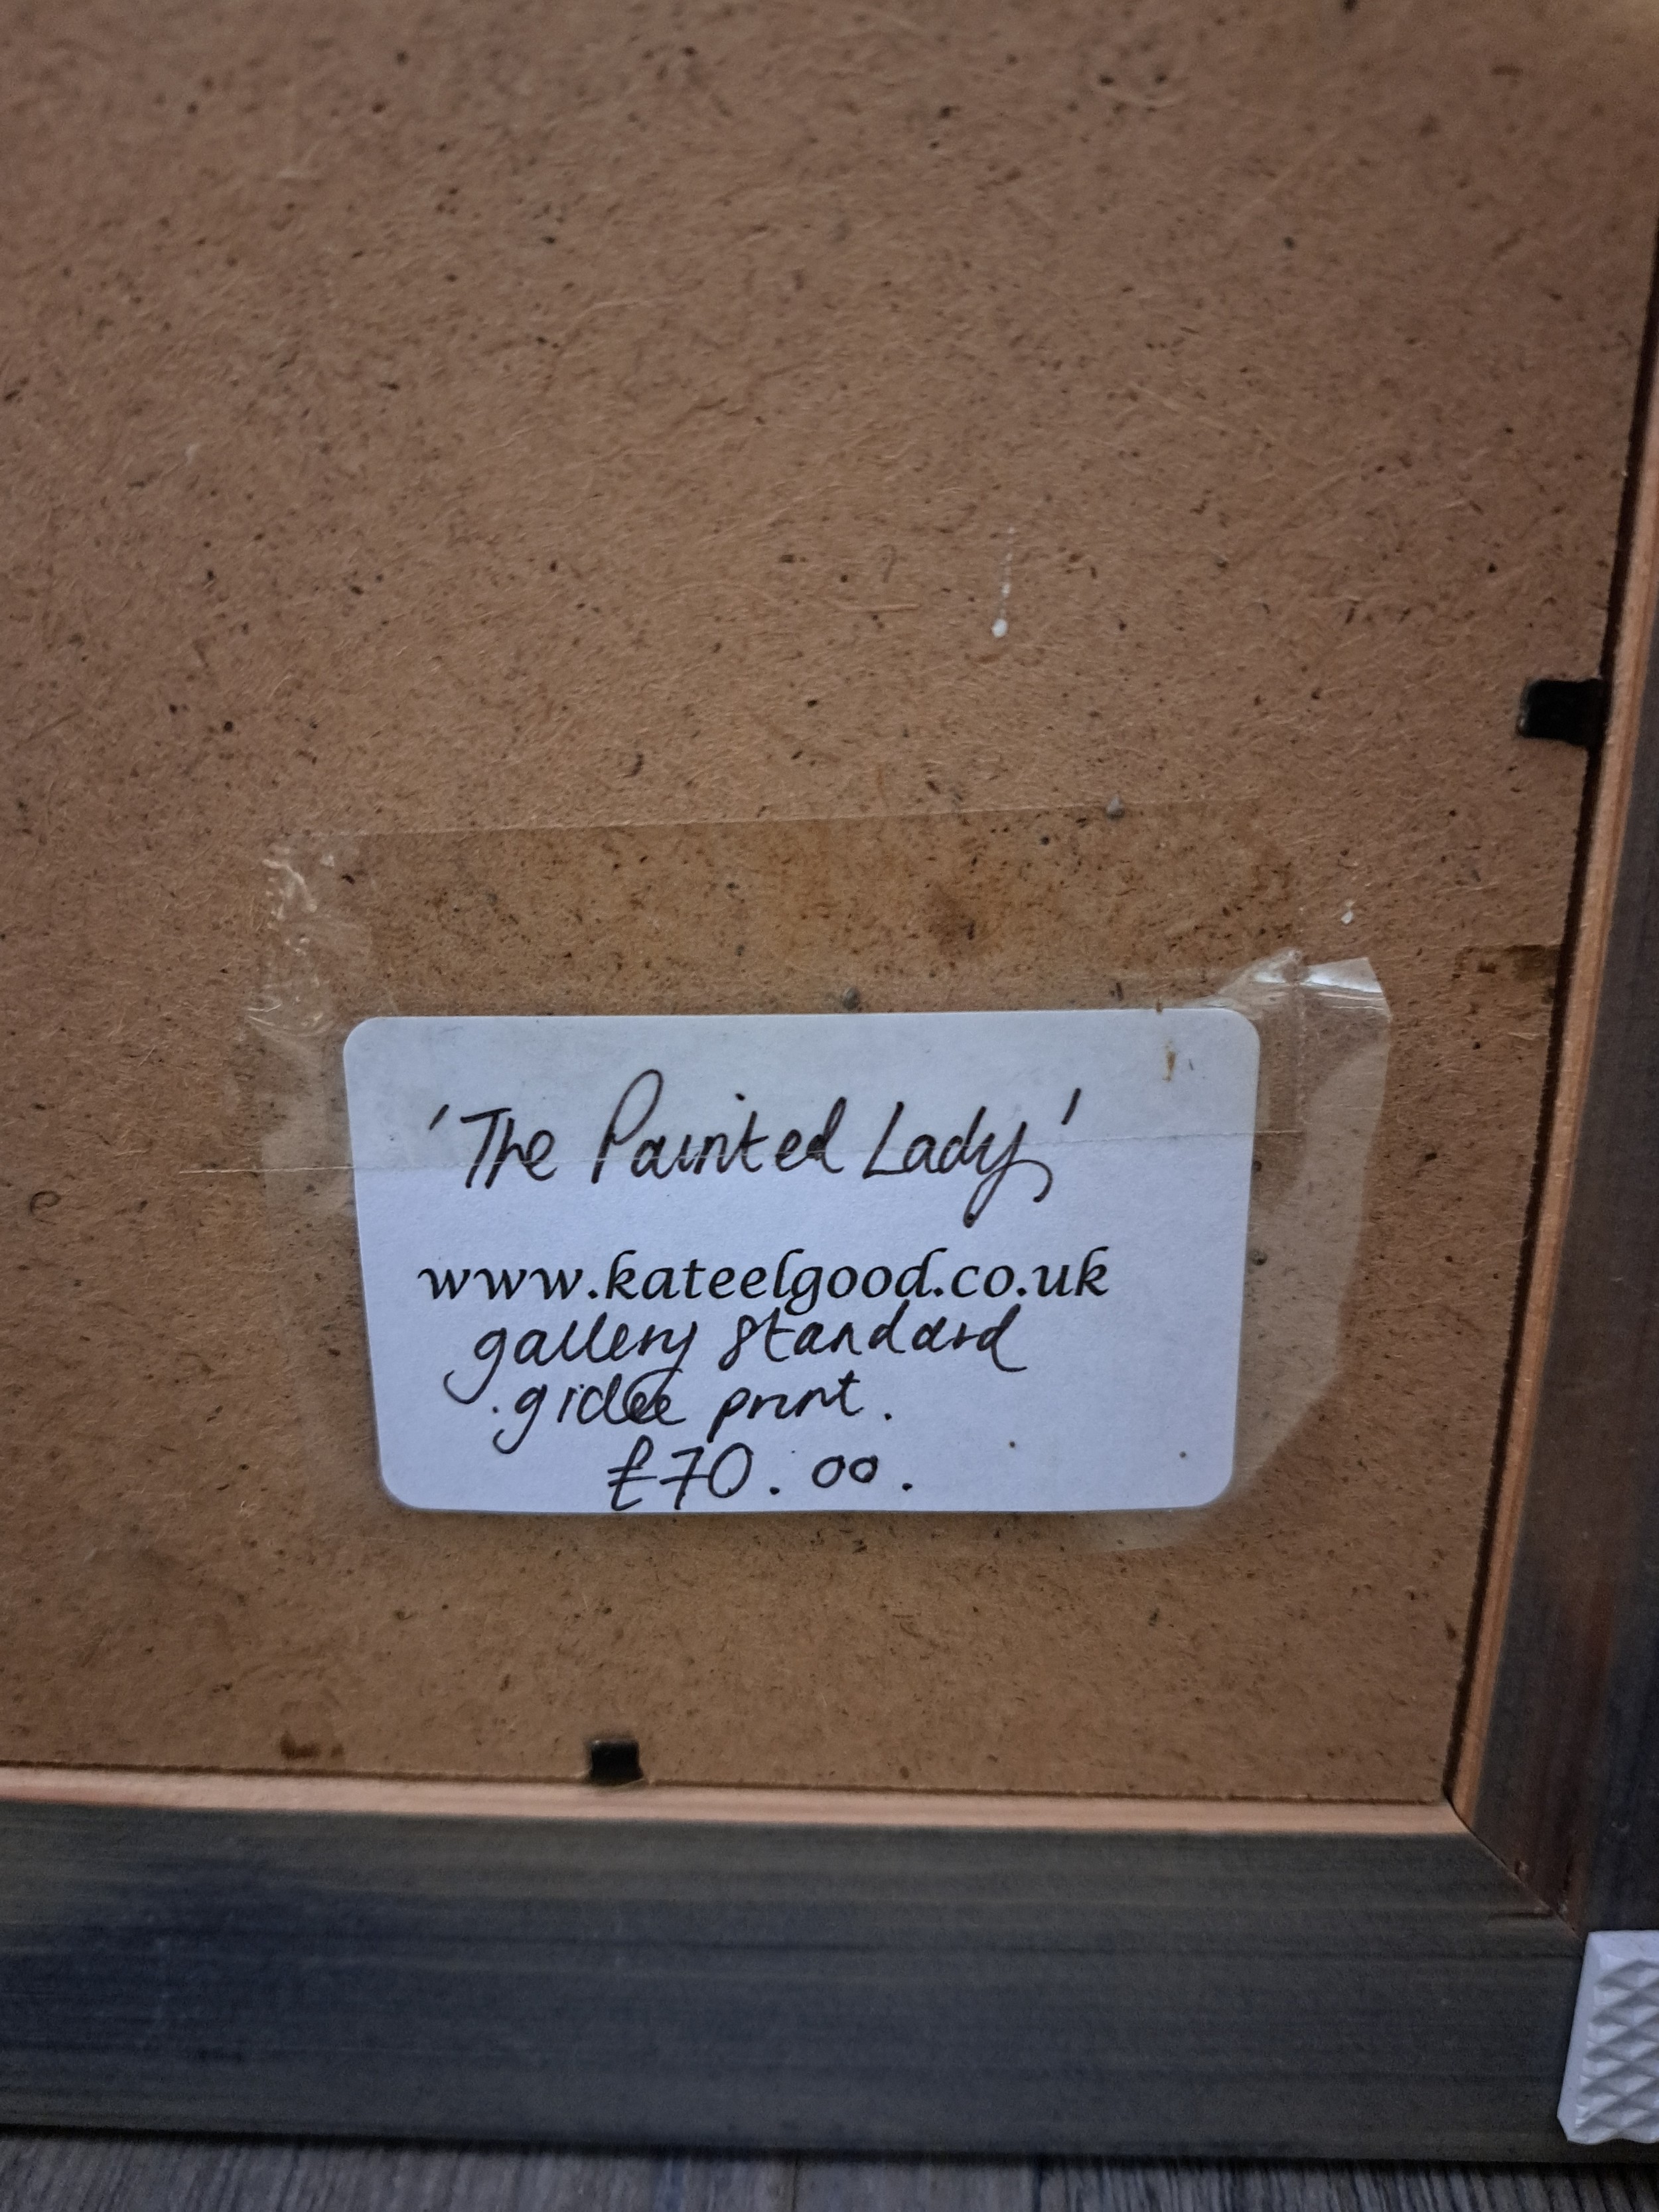 'The Painted Lady'
www.kateelgood.co.uk
gallery standard
giclee print.
£70.00.